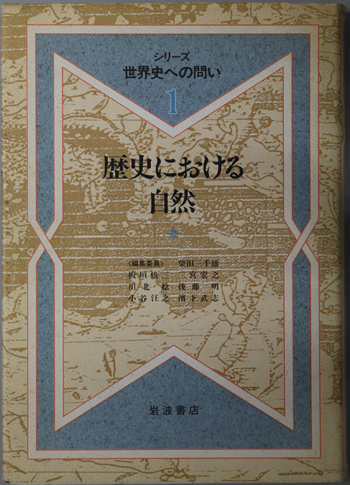 シリーズ
世界史への問い
1
歴史における
自然
〈編集委員〉 柴田三千雄
板垣雄三 二宮宏之
川北稔 後藤明
小谷汪之 濱下武志
岩波書店